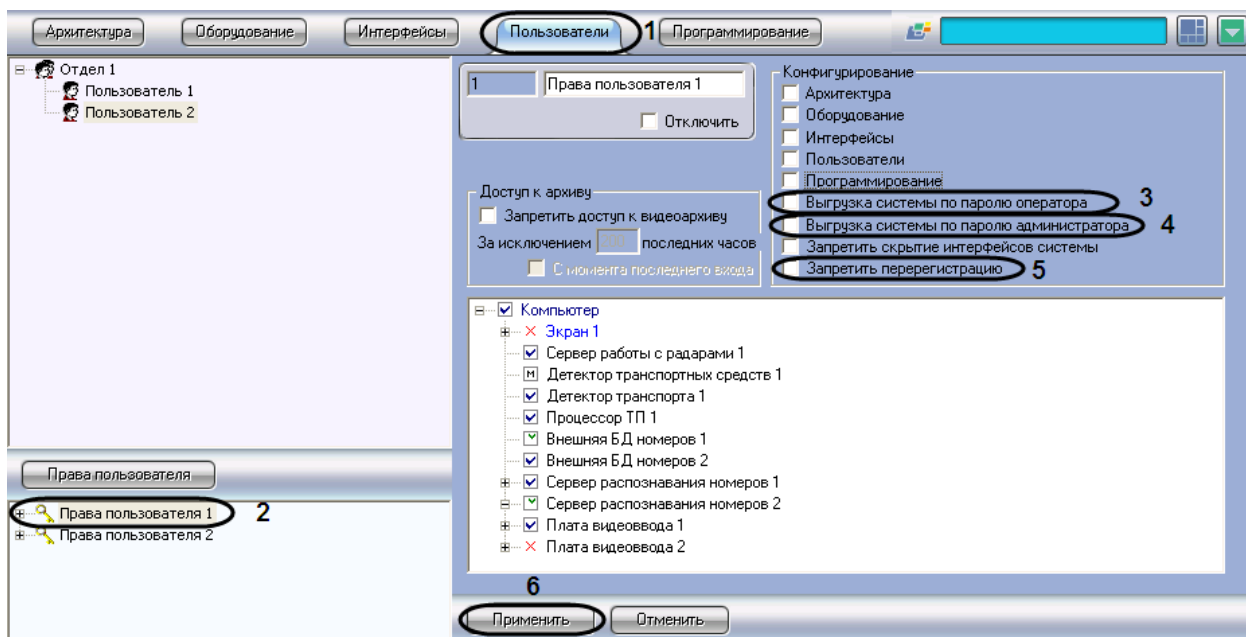 Архитектура Оборудование Интерфейсы Пользователи 1 Программирование
Отдел 1
Пользователь 1
Пользователь 2
Права пользователя
Права пользователя 1 2
Права пользователя 2
1 Права пользователя 1
Отключить
Доступ к архиву
Запретить доступ к видеоархиву
За исключением последних часов
С момента последнего входа
Конфигурирование
Архитектура
Оборудование
Интерфейсы
Пользователи
Программирование
Выгрузка системы по паролю оператора 3
Выгрузка системы по паролю администратора 4
Запретить скрытие интерфейсов системы
Запретить перерегистрацию 5
Компьютер
Экран 1
Сервер работы с радарами 1
М Детектор транспортных средств 1
Детектор транспорта 1
Процессор ТП 1
Внешняя БД номеров 1
Внешняя БД номеров 2
Сервер распознавания номеров 1
Сервер распознавания номеров 2
Плата видеоввода 1
Плата видеоввода 2
6
Применить Отменить